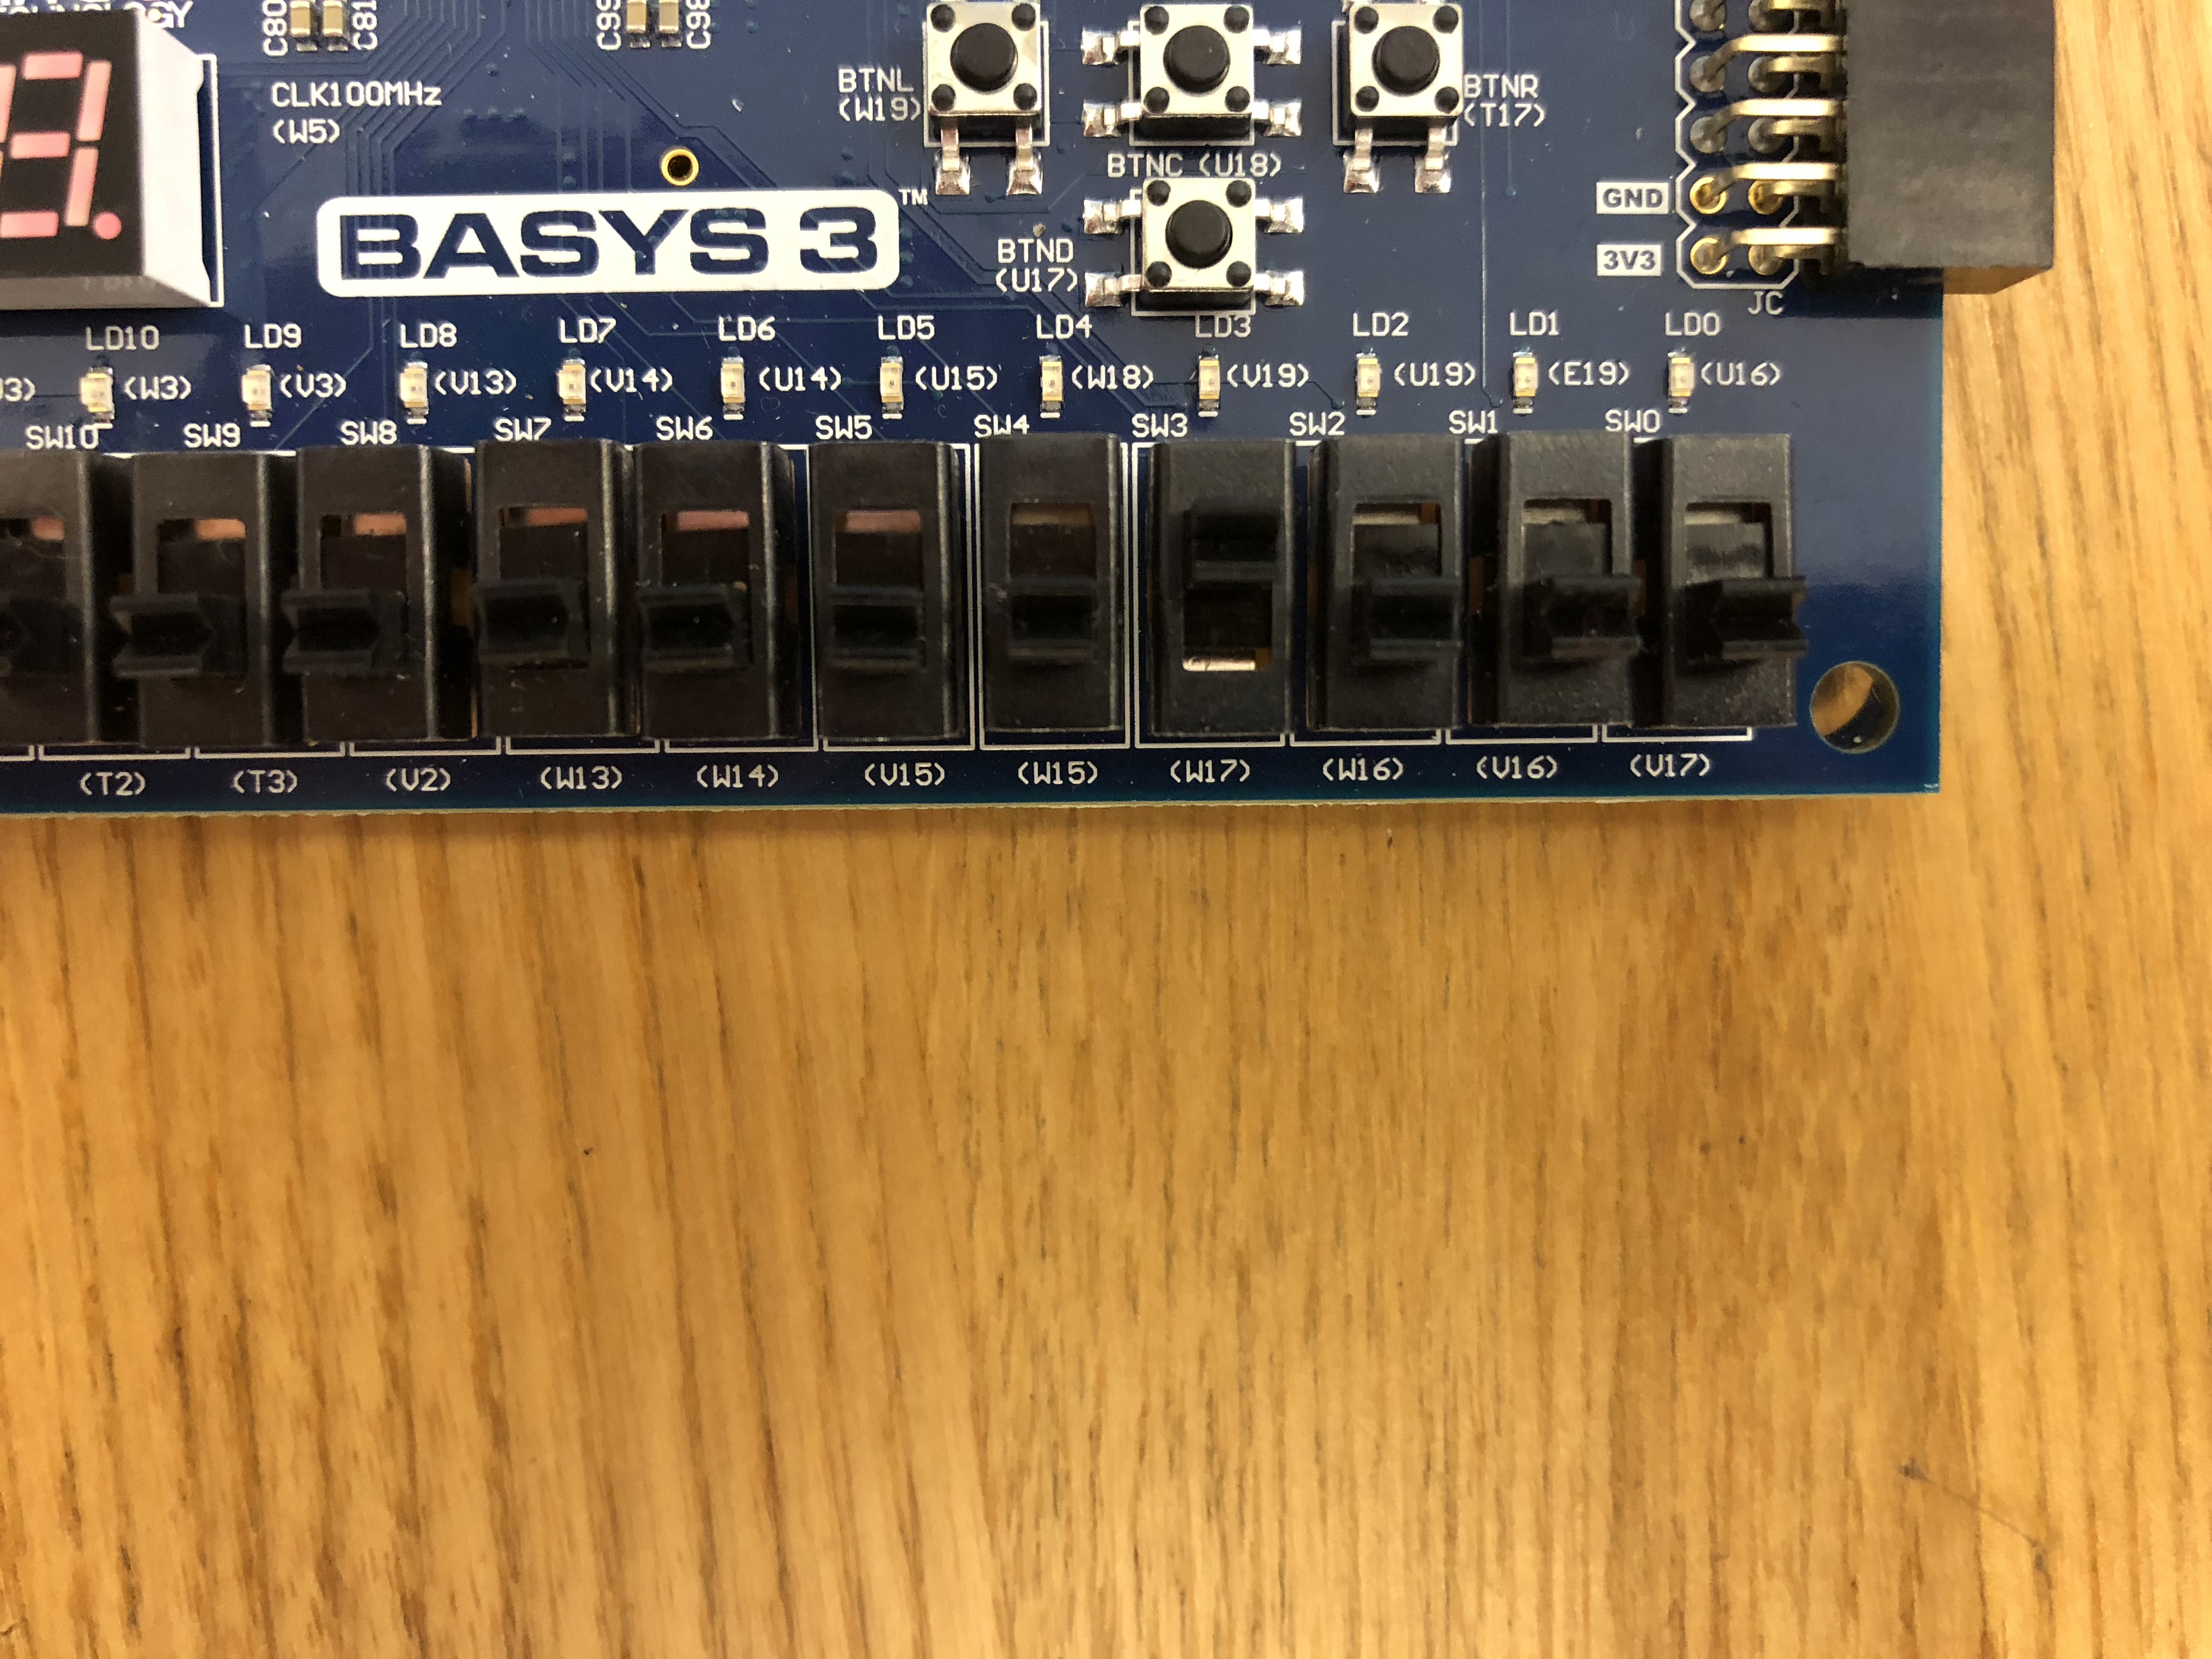 C80
C81
C99
C98
CLK100MHz
(W5)
BTNL
(W19)
BTNR
(T17)
BTNC (U18)
BTND
(U17)
BASYS 3™
GND
3V3
JC
LD10 LD9 LD8 LD7 LD6 LD5 LD4 LD3 LD2 LD1 LD0
(W3) (V3) (V13) (V14) (U14) (U15) (W18) (V19) (U19) (E19) (U16)
SW10 SW9 SW8 SW7 SW6 SW5 SW4 SW3 SW2 SW1 SW0
(T2) (T3) (V2) (W13) (W14) (V15) (W15) (W17) (W16) (V16) (V17)